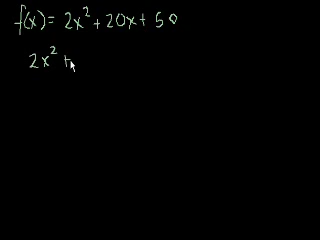 f(x) = 2x² + 20x + 50
2x² +